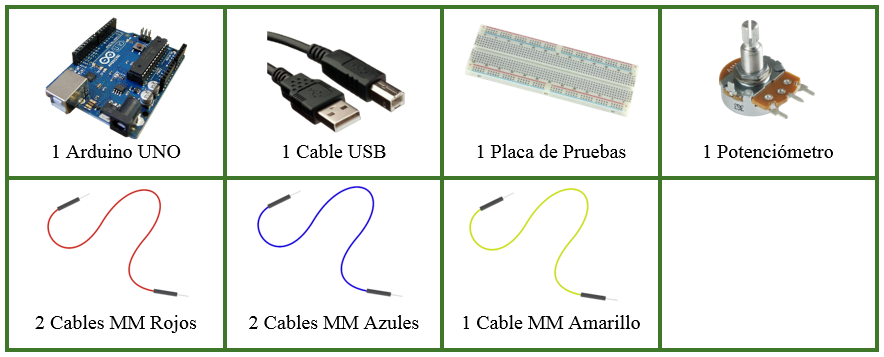 1 Arduino UNO
1 Cable USB
1 Placa de Pruebas
1 Potenciómetro
2 Cables MM Rojos
2 Cables MM Azules
1 Cable MM Amarillo